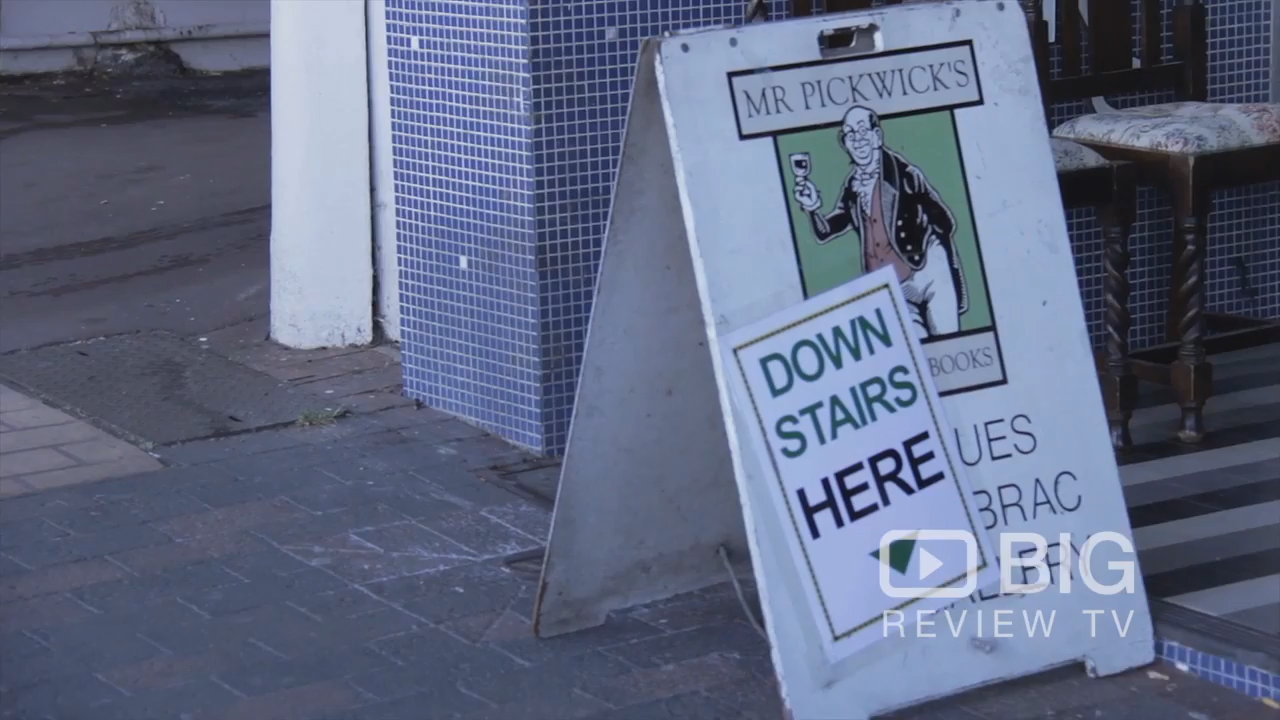 MR PICKWICK'S
BOOKS
DOWN
STAIRS
HERE
UES
BRAC
BIG
REVIEW TV